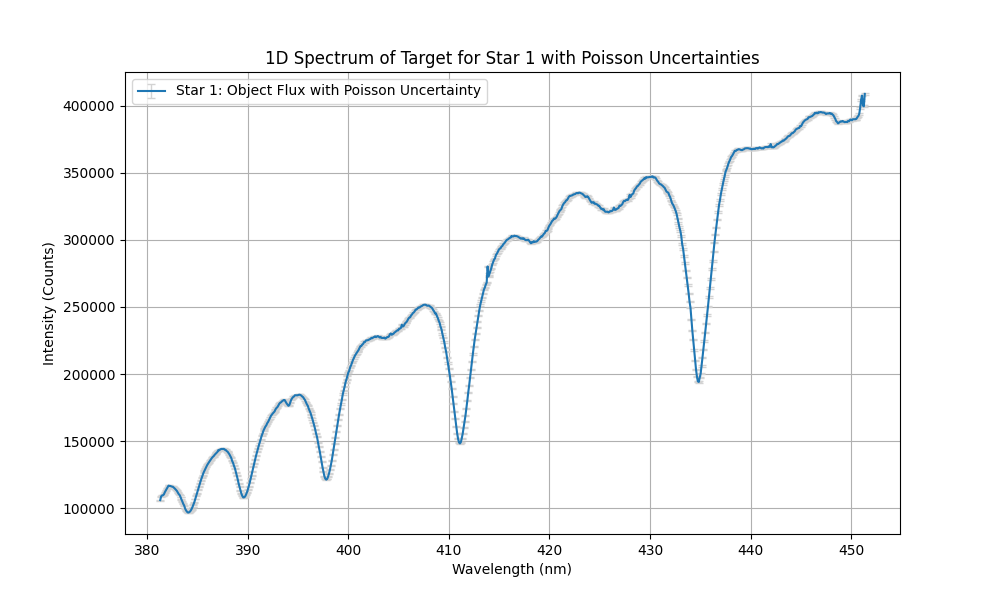 1D Spectrum of Target for Star 1 with Poisson Uncertainties
Star 1: Object Flux with Poisson Uncertainty
400000
350000
300000
250000
200000
150000
100000
Intensity (Counts)
380 390 400 410 420 430 440 450
Wavelength (nm)